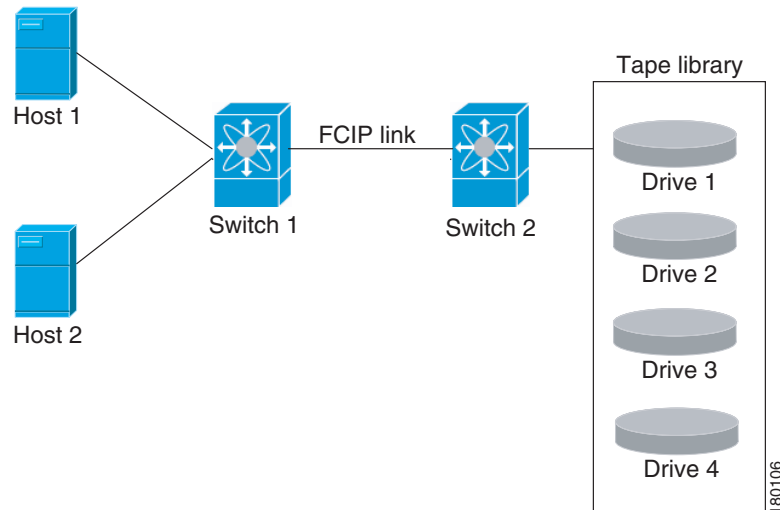 Tape library
Host 1
FCIP link
Drive 1
Switch 1
Switch 2
Drive 2
Host 2
Drive 3
Drive 4
180106